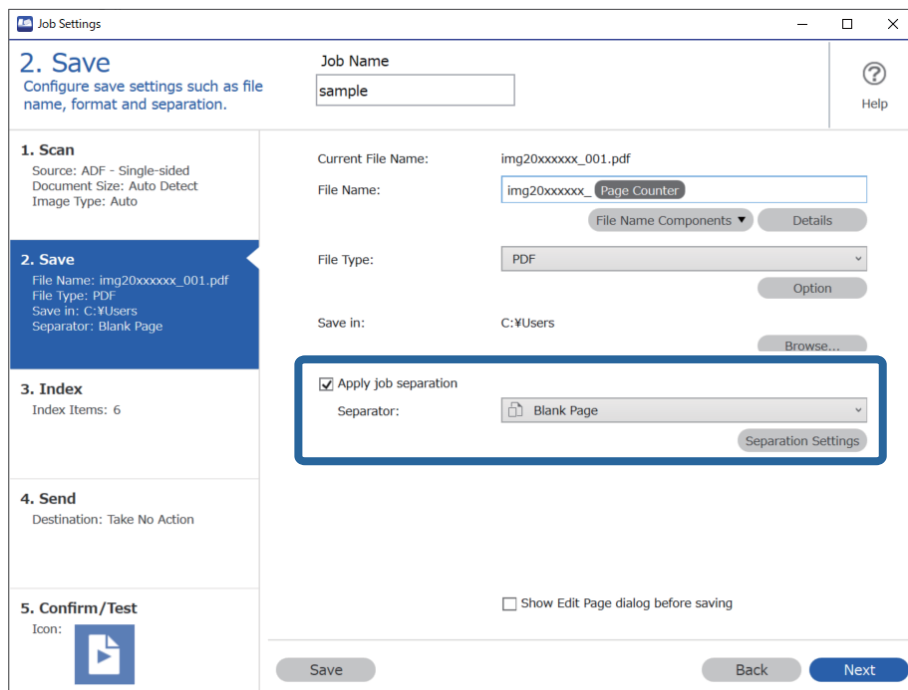 Job Settings
2. Save
Configure save settings such as file
name, format and separation.
Job Name
sample
Help
1. Scan
Source: ADF - Single-sided
Document Size: Auto Detect
Image Type: Auto
2. Save
File Name: img20xxxxxx_001.pdf
File Type: PDF
Save in: C:¥Users
Separator: Blank Page
3. Index
Index Items: 6
4. Send
Destination: Take No Action
5. Confirm/Test
Icon:
Current File Name: img20xxxxxx_001.pdf
File Name: img20xxxxxx_ Page Counter
File Name Components ▼ Details
File Type: PDF
Option
Save in: C:¥Users
Browse...
Apply job separation
Separator: Blank Page
Separation Settings
Show Edit Page dialog before saving
Save Back Next